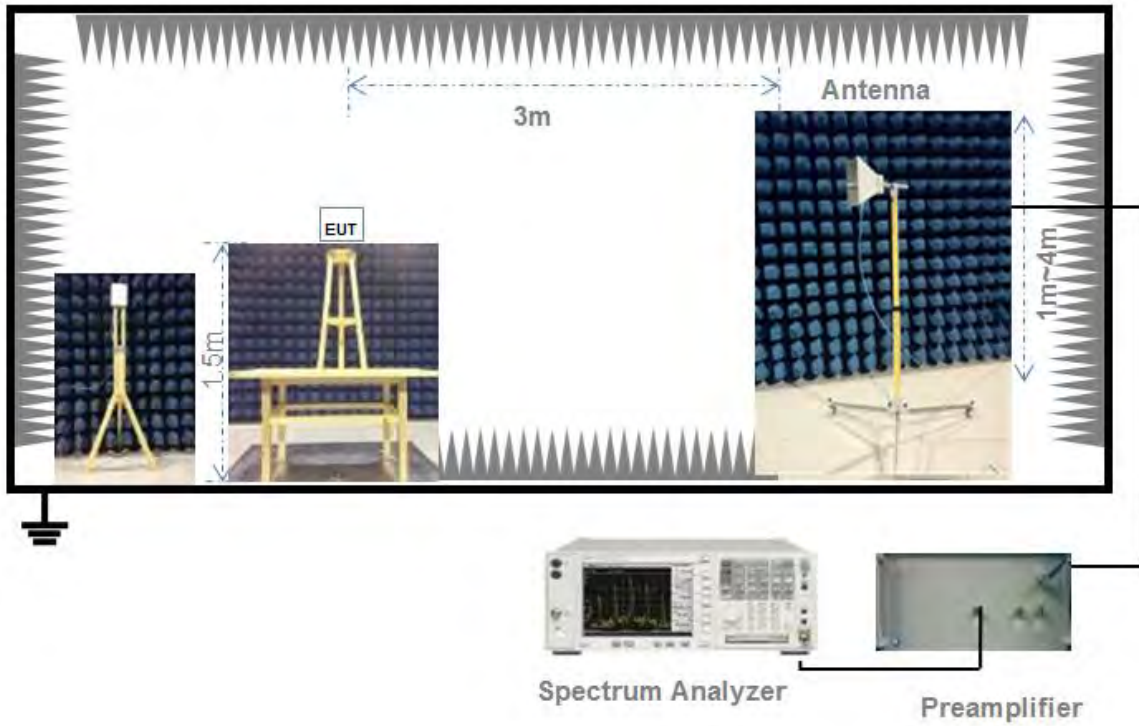 Antenna
3m
EUT
1.5m
1m~4m
Spectrum Analyzer
Preamplifier